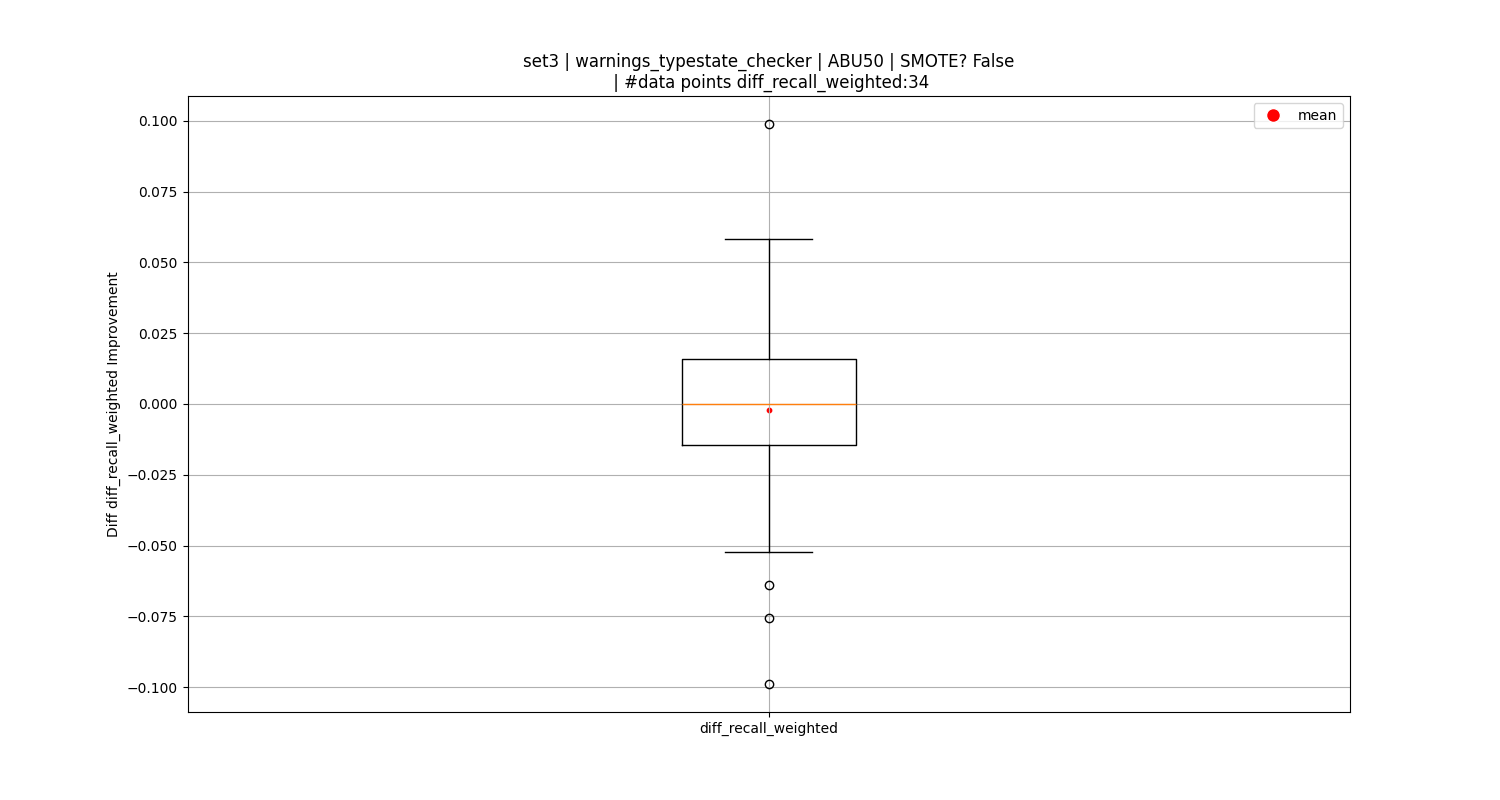 set3 | warnings_typestate_checker | ABU50 | SMOTE? False
| #data points diff_recall_weighted:34
mean
0.100
0.075
0.050
0.025
0.000
−0.025
−0.050
−0.075
−0.100
Diff diff_recall_weighted Improvement
diff_recall_weighted